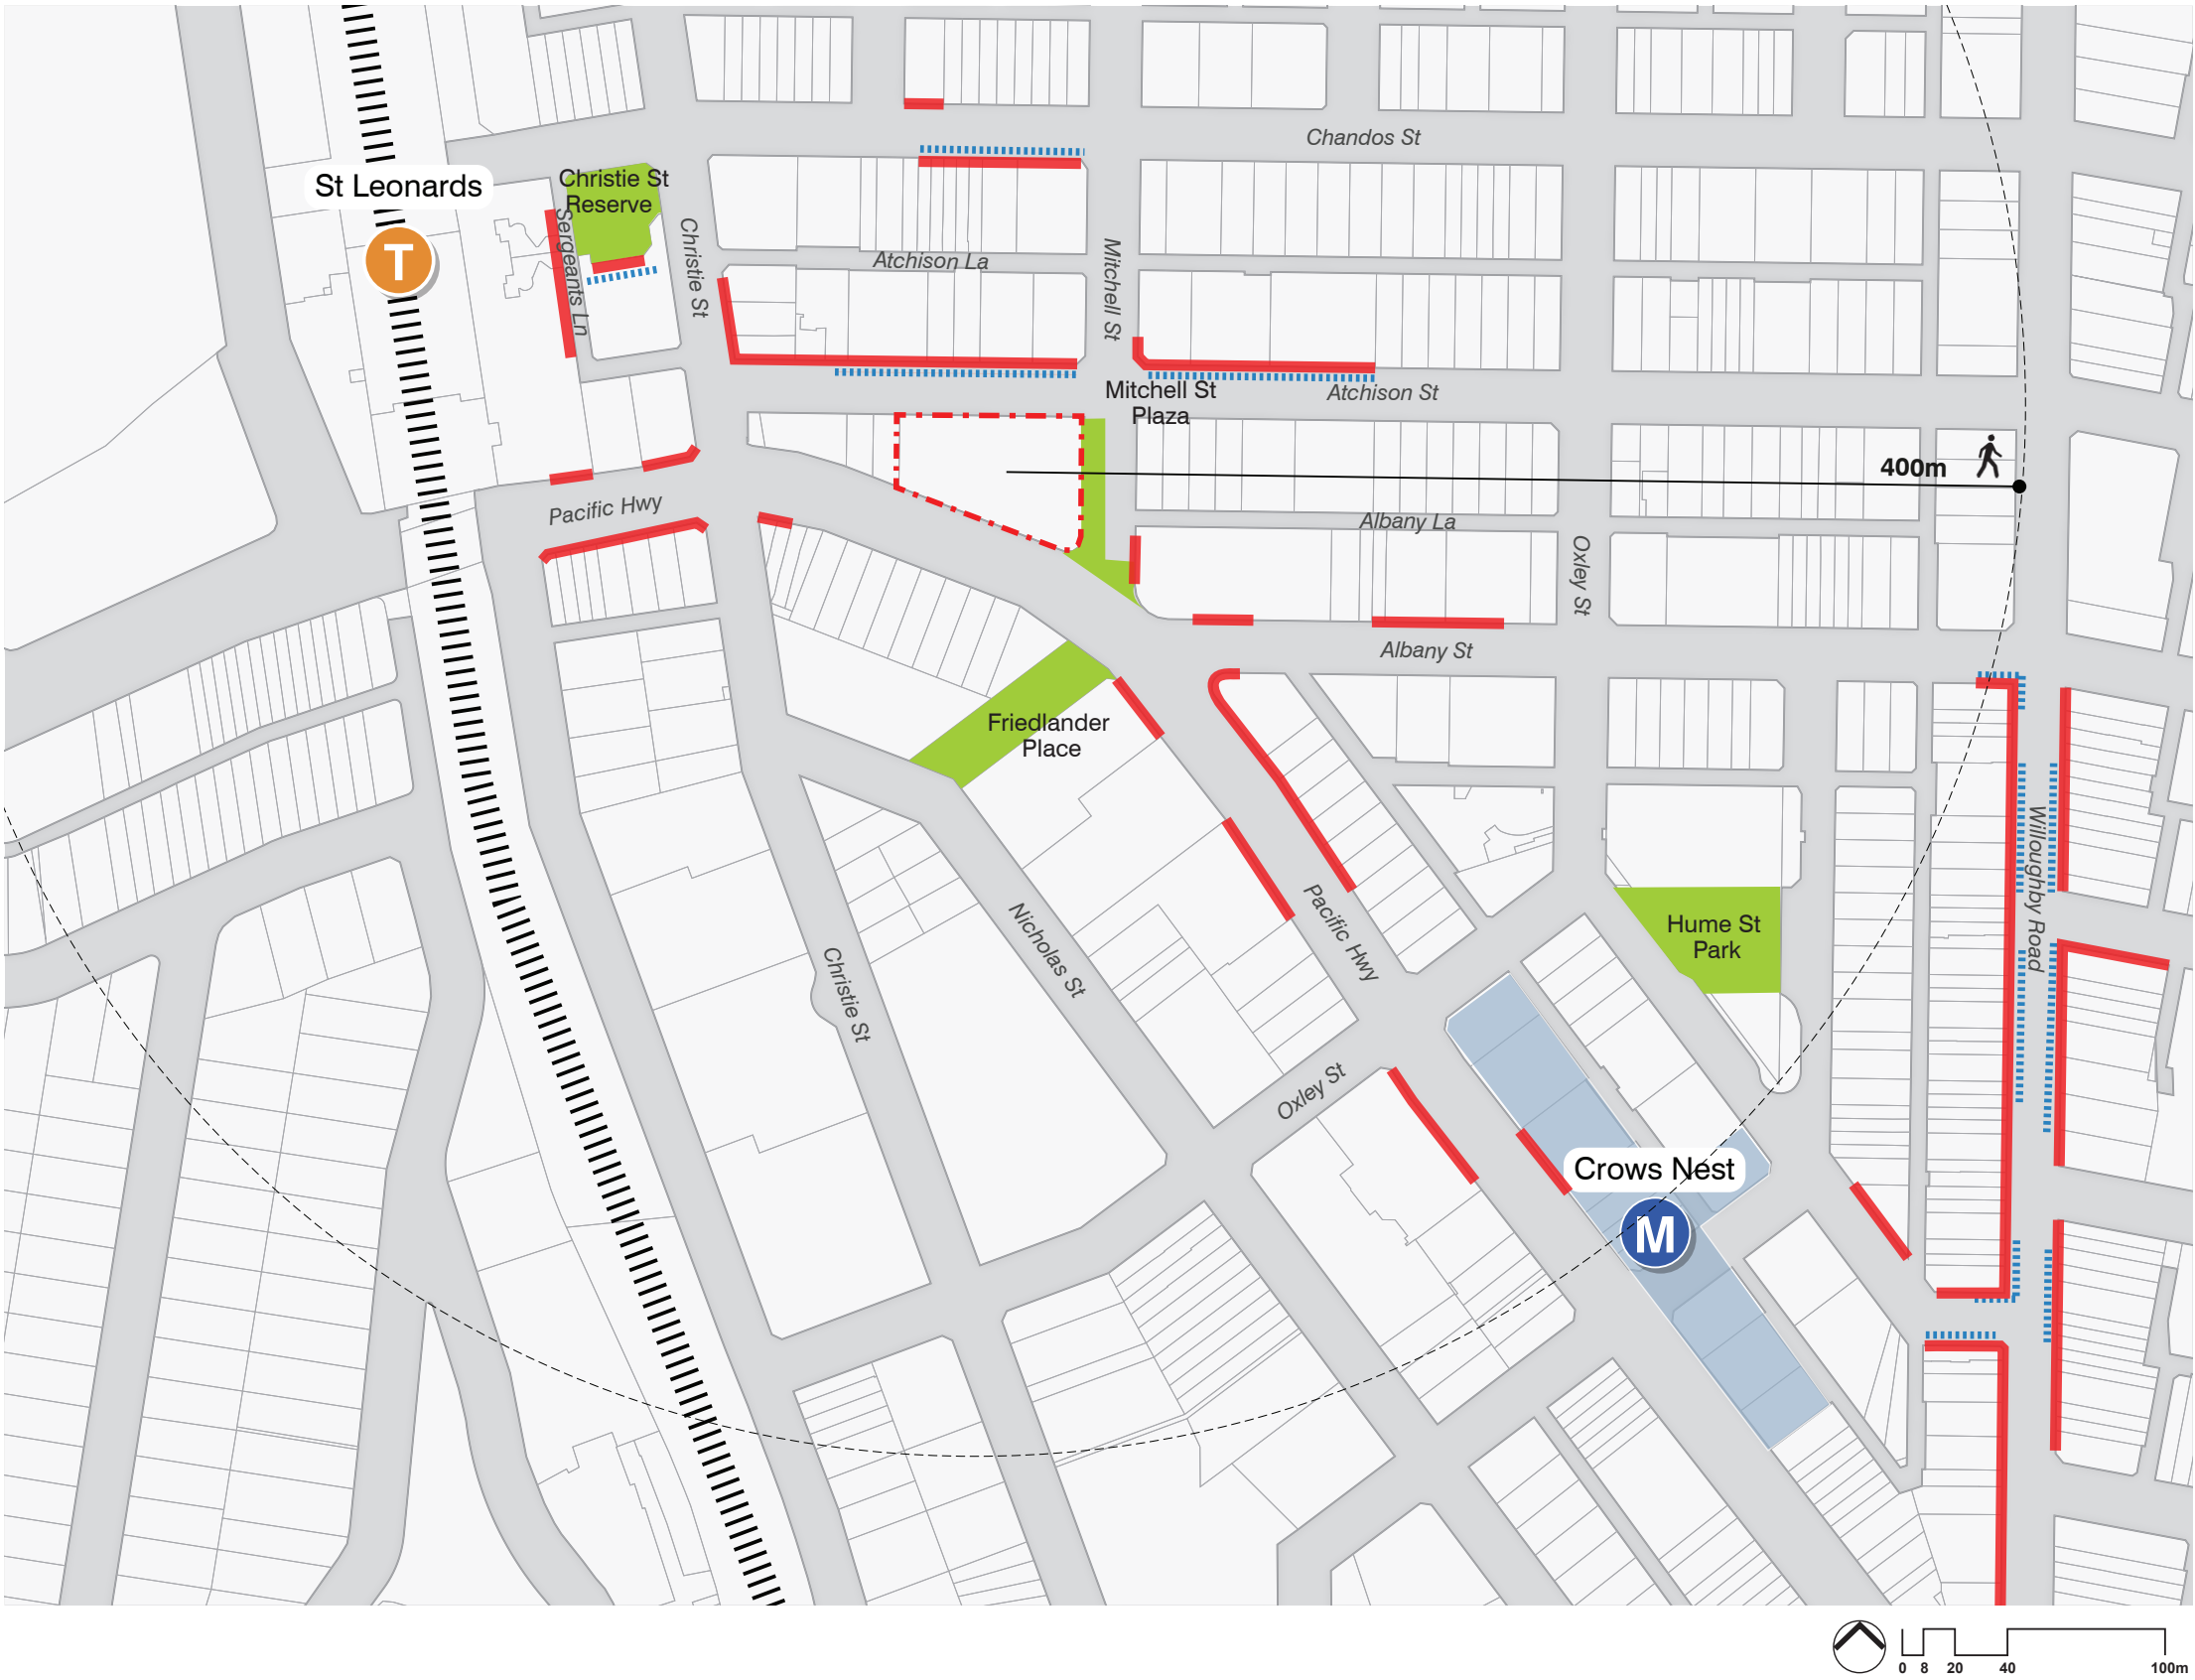 Chandos St
St Leonards
Christie St
Reserve
T
Sergeants Ln
Christie St
Atchison La
Mitchell St
Mitchell St
Plaza
Atchison St
400m
Pacific Hwy
Albany La
Oxley St
Albany St
Friedlander
Place
Willoughby Road
Hume St
Park
Pacific Hwy
Nicholas St
Christie St
Oxley St
Crows Nest
M
0 8 20 40 100m